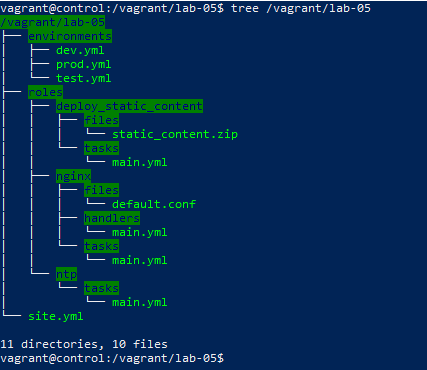 vagrant@control:/vagrant/lab-05$ tree /vagrant/lab-05
/vagrant/lab-05
├── environments
│   ├── dev.yml
│   ├── prod.yml
│   └── test.yml
├── roles
│   ├── deploy_static_content
│   │   ├── files
│   │   │   └── static_content.zip
│   │   └── tasks
│   │       └── main.yml
│   ├── nginx
│   │   ├── files
│   │   │   └── default.conf
│   │   ├── handlers
│   │   │   └── main.yml
│   │   └── tasks
│   │       └── main.yml
│   └── ntp
│       └── tasks
│           └── main.yml
└── site.yml

11 directories, 10 files
vagrant@control:/vagrant/lab-05$